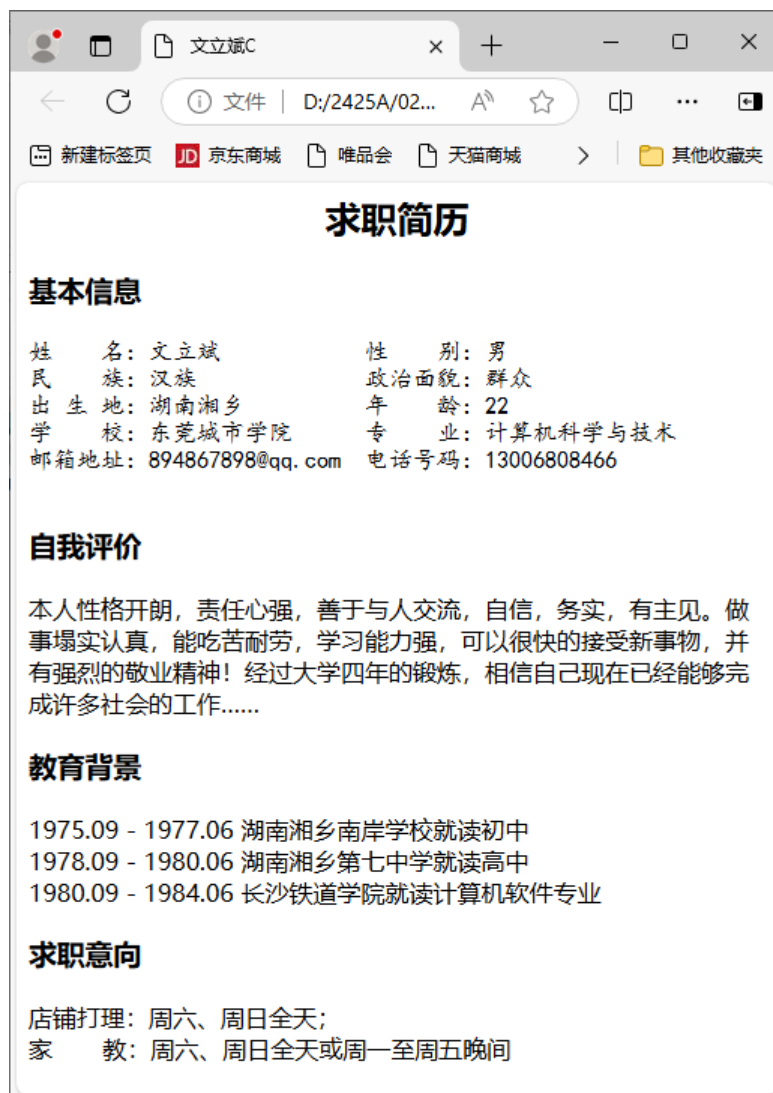 文立斌C
文件 D:/2425A/02...
新建标签页 JD 京东商城 唯品会 天猫商城 其他收藏夹
求职简历
基本信息
姓 名：文立斌 性 别：男
民 族：汉族 政治面貌：群众
出 生 地：湖南湘乡 年 龄：22
学 校：东莞城市学院 专 业：计算机科学与技术
邮箱地址：894867898@qq.com 电话号码：13006808466
自我评价
本人性格开朗，责任心强，善于与人交流，自信，务实，有主见。做
事塌实认真，能吃苦耐劳，学习能力强，可以很快的接受新事物，并
有强烈的敬业精神！经过大学四年的锻炼，相信自己现在已经能够完
成许多社会的工作……
教育背景
1975.09 - 1977.06 湖南湘乡南岸学校就读初中
1978.09 - 1980.06 湖南湘乡第七中学就读高中
1980.09 - 1984.06 长沙铁道学院就读计算机软件专业
求职意向
店铺打理：周六、周日全天；
家 教：周六、周日全天或周一至周五晚间